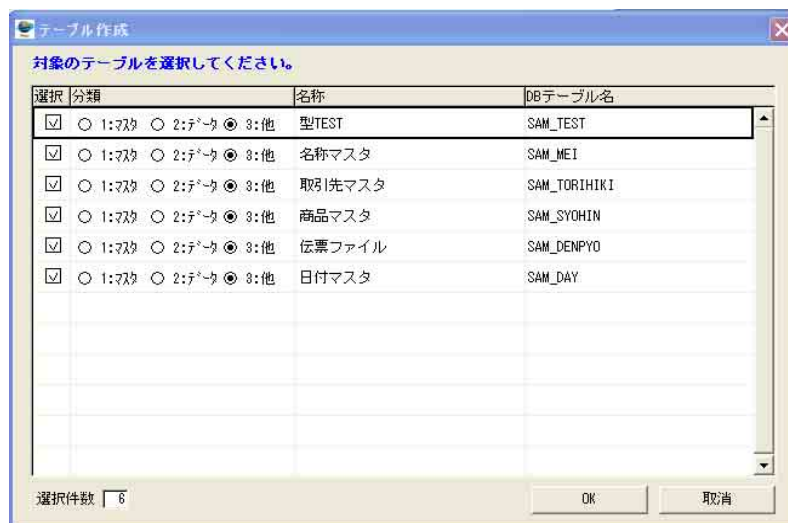 テーブル作成
対象のテーブルを選択してください。
選択 分類 名称 DBテーブル名
1:ﾏｽﾀ 2:ﾃﾞｰﾀ 3:他 型TEST SAM_TEST
1:ﾏｽﾀ 2:ﾃﾞｰﾀ 3:他 名称マスタ SAM_MEI
1:ﾏｽﾀ 2:ﾃﾞｰﾀ 3:他 取引先マスタ SAM_TORIHIKI
1:ﾏｽﾀ 2:ﾃﾞｰﾀ 3:他 商品マスタ SAM_SYOHIN
1:ﾏｽﾀ 2:ﾃﾞｰﾀ 3:他 伝票ファイル SAM_DENPYO
1:ﾏｽﾀ 2:ﾃﾞｰﾀ 3:他 日付マスタ SAM_DAY
選択件数 6 OK 取消